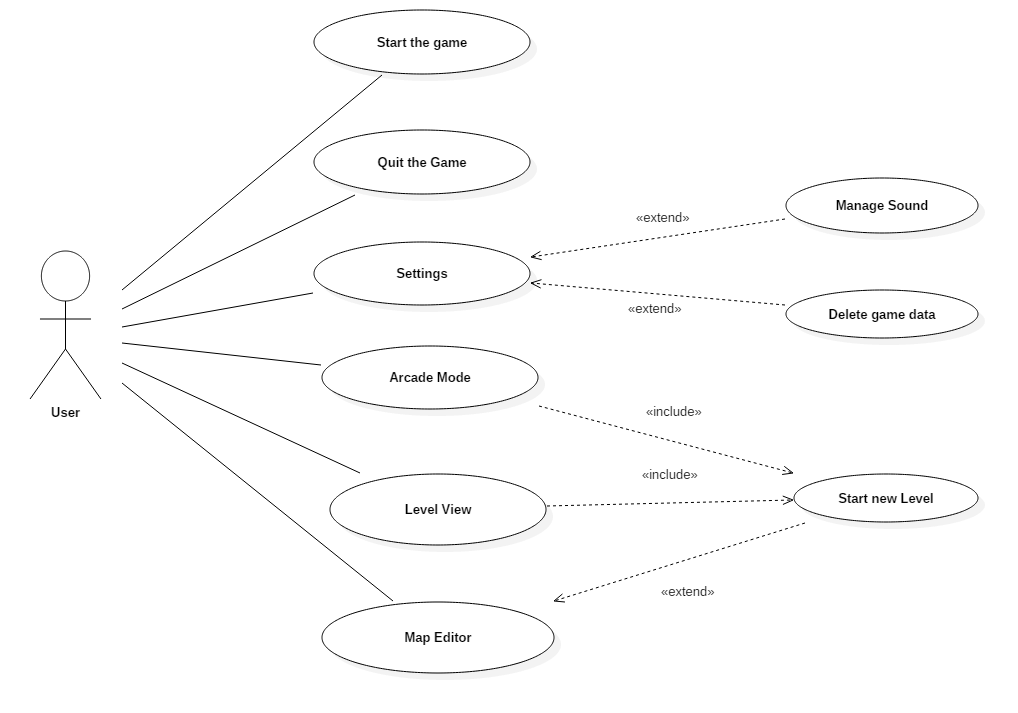 Start the game
Quit the Game
Manage Sound
«extend»
Settings
«extend»
Delete game data
Arcade Mode
User
«include»
«include»
Start new Level
Level View
«extend»
Map Editor